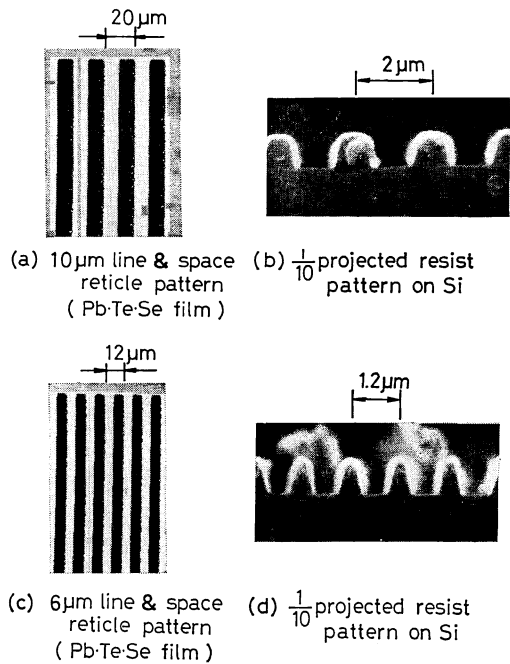 20μm
2μm
(a) 10μm line & space
reticle pattern
( Pb·Te·Se film )
(b) 1/10 projected resist
pattern on Si
12μm
1.2μm
(c) 6μm line & space
reticle pattern
( Pb·Te·Se film )
(d) 1/10 projected resist
pattern on Si